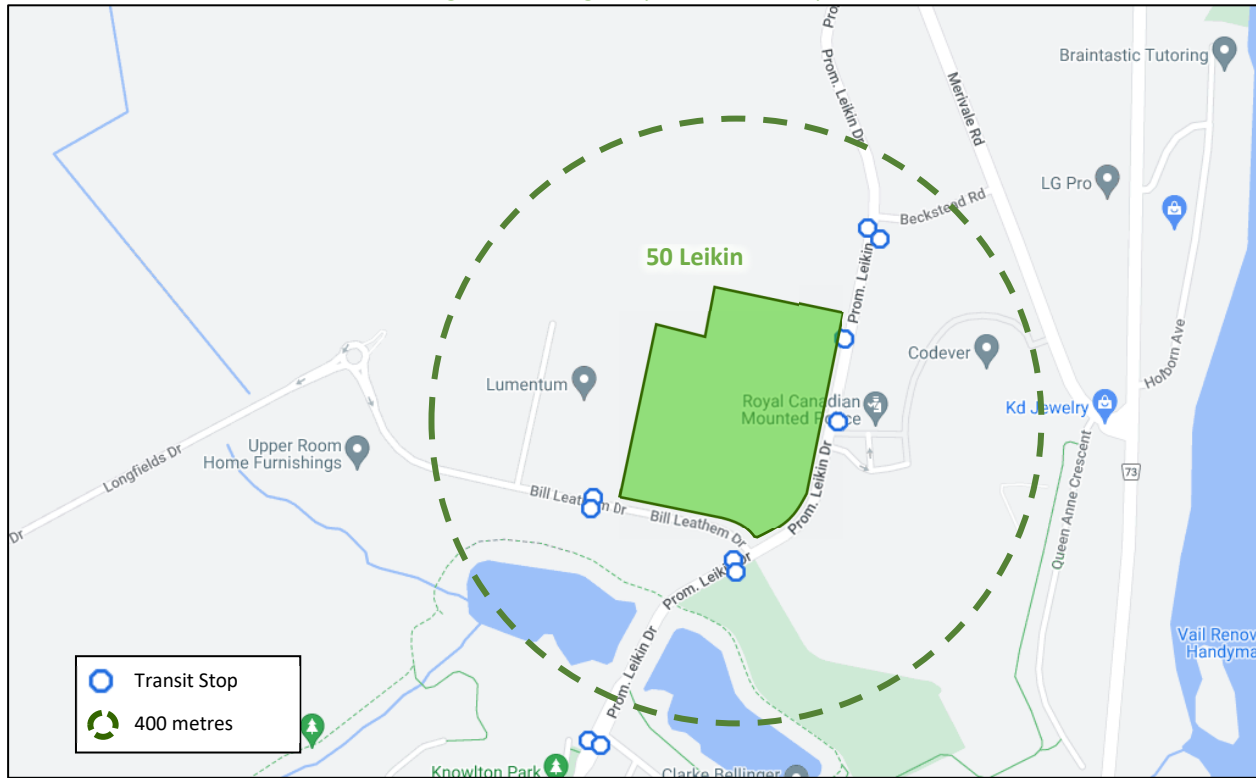 Prom. Leikin Dr
Merivale Rd
Braintastic Tutoring
LG Pro
Beckstead Rd
50 Leikin
Prom. Leikin
Holborn Ave
Codever
Lumentum
Royal Canadian
Mounted Police
Kd Jewelry
Upper Room
Home Furnishings
Longfields Dr
73
Bill Leathem Dr
Bill Leathem Dr
Prom. Leikin Dr
Queen Anne Crescent
Dr
Prom. Leikin Dr
Prom. Leikin Dr
Vail Renov
Handyma
Transit Stop
400 metres
Knowlton Park
Clarke Bellinger